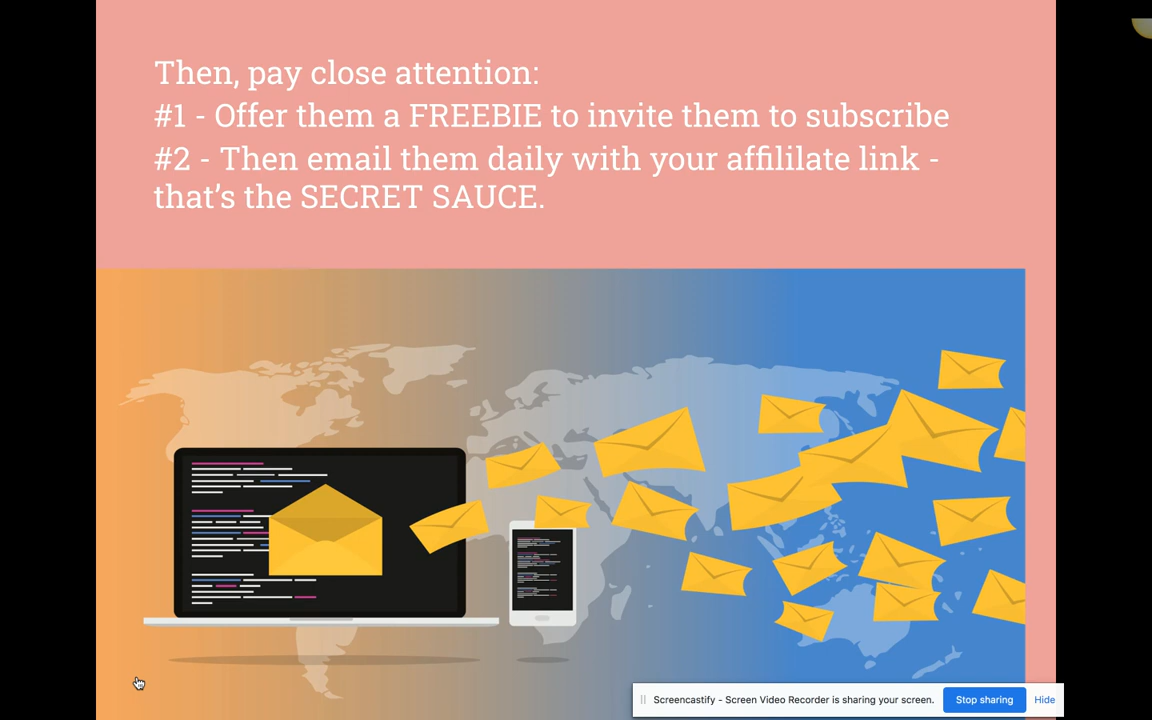 Then, pay close attention:
#1 - Offer them a FREEBIE to invite them to subscribe
#2 - Then email them daily with your affililate link -
that’s the SECRET SAUCE.
Screencastify - Screen Video Recorder is sharing your screen.
Stop sharing
Hide